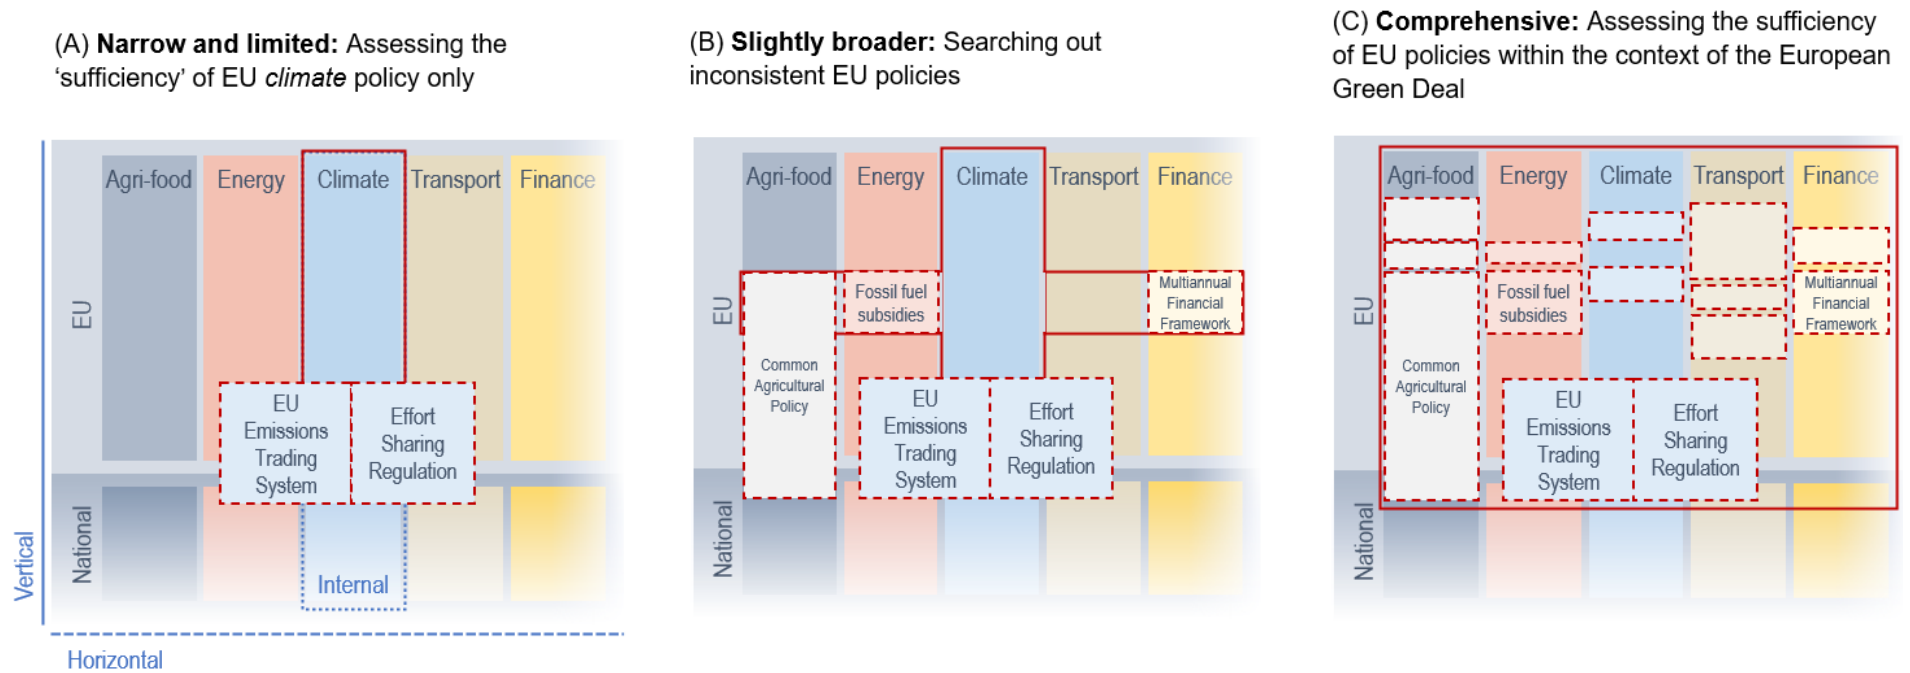 (A) Narrow and limited: Assessing the
‘sufficiency’ of EU climate policy only
Agri-food
Energy
Climate
Transport
Finance
EU
EU
Emissions
Trading
System
Effort
Sharing
Regulation
National
Internal
Vertical
Horizontal
(B) Slightly broader: Searching out
inconsistent EU policies
Agri-food
Energy
Climate
Transport
Finance
EU
Fossil fuel
subsidies
Multiannual
Financial
Framework
Common
Agricultural
Policy
EU
Emissions
Trading
System
Effort
Sharing
Regulation
National
(C) Comprehensive: Assessing the sufficiency
of EU policies within the context of the European
Green Deal
Agri-food
Energy
Climate
Transport
Finance
EU
Fossil fuel
subsidies
Multiannual
Financial
Framework
Common
Agricultural
Policy
EU
Emissions
Trading
System
Effort
Sharing
Regulation
National